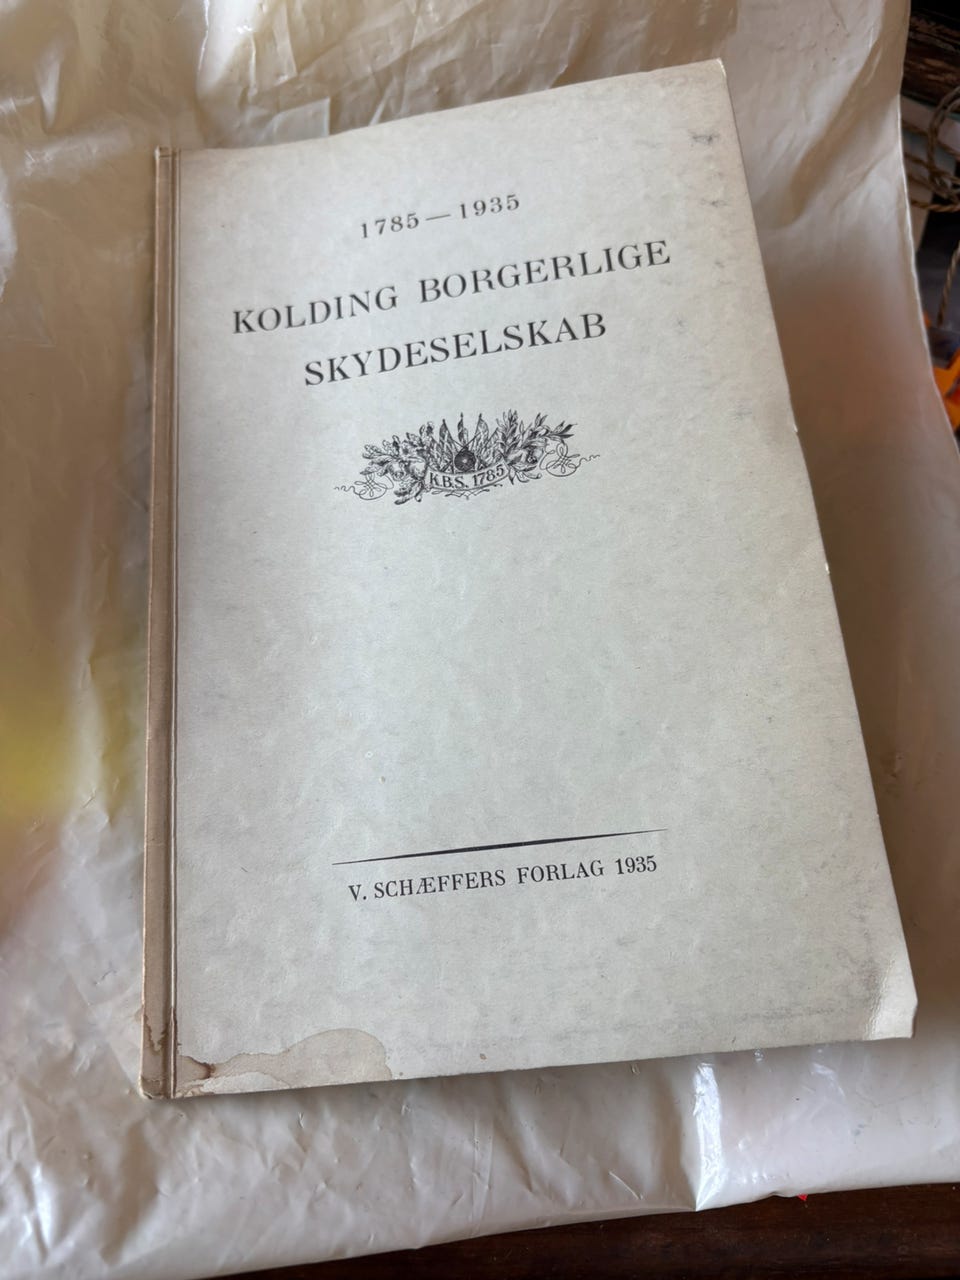 1785 — 1935
KOLDING BORGERLIGE
SKYDESELSKAB
K.B.S. 1785
V. SCHÆFFERS FORLAG 1935